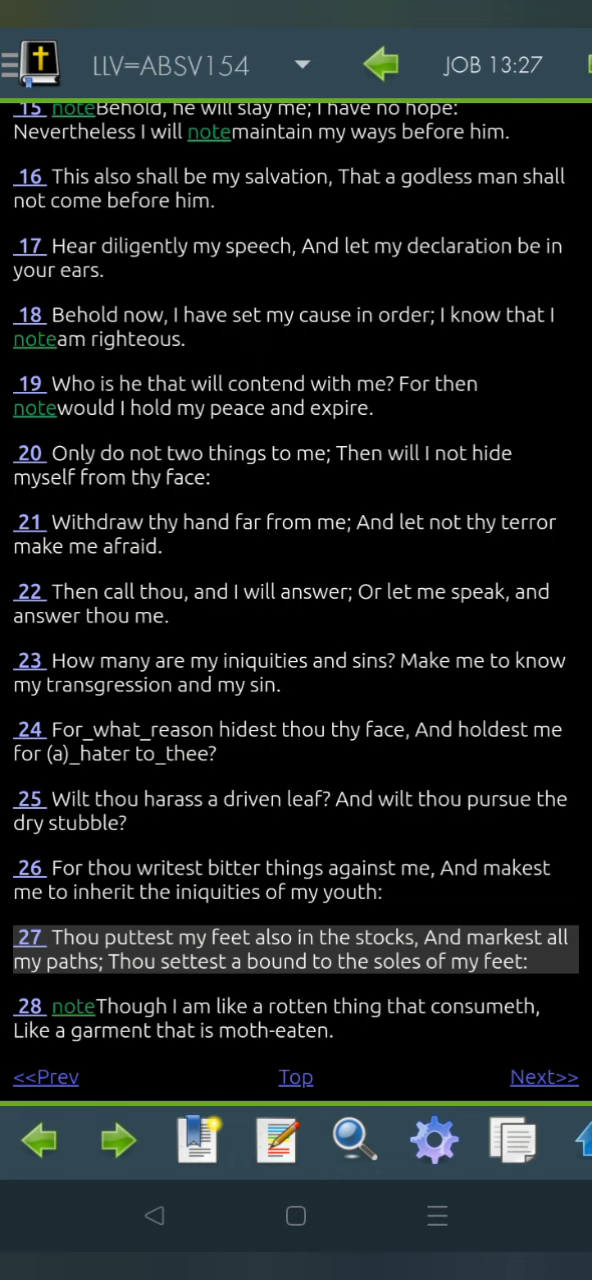 LLV=ABSV154 JOB 13:27
15 noteBehold, he will slay me; I have no hope:
Nevertheless I will notemaintain my ways before him.
16 This also shall be my salvation, That a godless man shall
not come before him.
17 Hear diligently my speech, And let my declaration be in
your ears.
18 Behold now, I have set my cause in order; I know that I
noteam righteous.
19 Who is he that will contend with me? For then
notewould I hold my peace and expire.
20 Only do not two things to me; Then will I not hide
myself from thy face:
21 Withdraw thy hand far from me; And let not thy terror
make me afraid.
22 Then call thou, and I will answer; Or let me speak, and
answer thou me.
23 How many are my iniquities and sins? Make me to know
my transgression and my sin.
24 For_what_reason hidest thou thy face, And holdest me
for (a)_hater to_thee?
25 Wilt thou harass a driven leaf? And wilt thou pursue the
dry stubble?
26 For thou writest bitter things against me, And makest
me to inherit the iniquities of my youth:
27 Thou puttest my feet also in the stocks, And markest all
my paths; Thou settest a bound to the soles of my feet:
28 noteThough I am like a rotten thing that consumeth,
Like a garment that is moth-eaten.
<<Prev Top Next>>